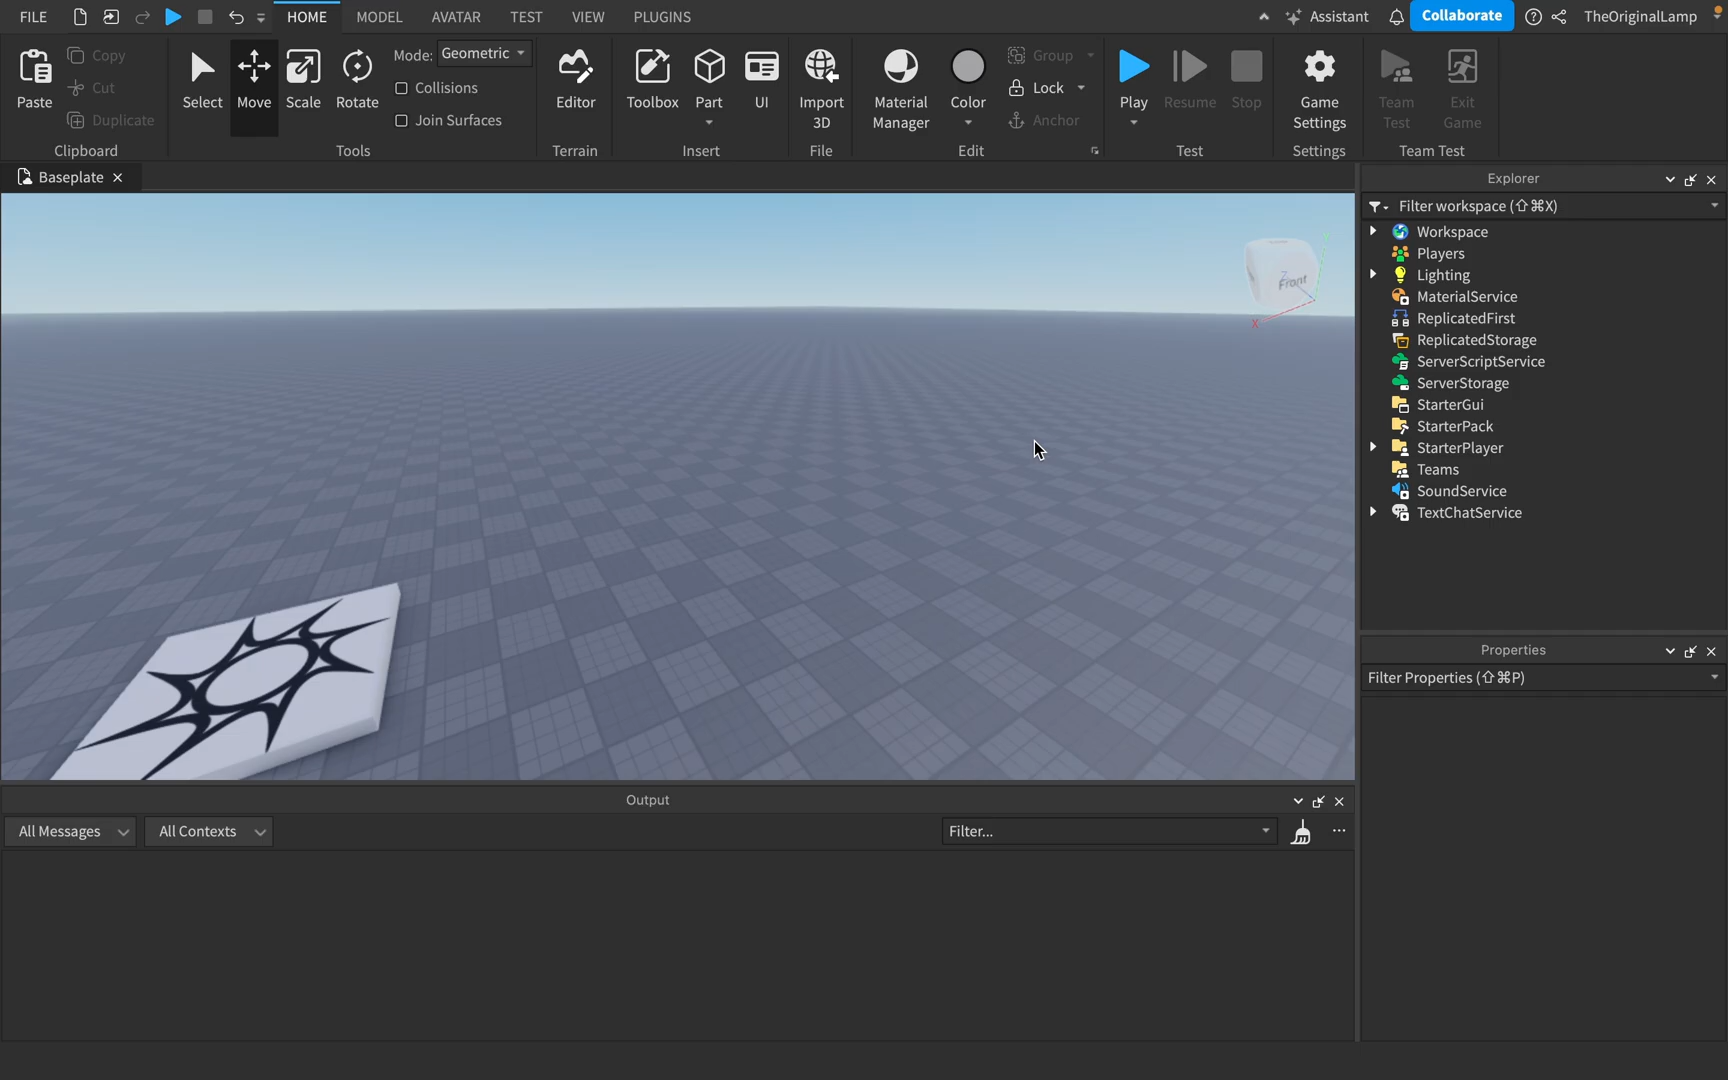 FILE
HOME
MODEL
AVATAR
TEST
VIEW
PLUGINS
Assistant
Collaborate
TheOriginalLamp
Paste
Copy
Cut
Duplicate
Clipboard
Select
Move
Scale
Rotate
Mode: Geometric
Collisions
Join Surfaces
Tools
Editor
Terrain
Toolbox
Part
UI
Insert
Import
3D
File
Material
Manager
Color
Group
Lock
Anchor
Edit
Play
Resume
Stop
Test
Game
Settings
Settings
Team
Test
Exit
Game
Team Test
Baseplate
Front
Z
X
Explorer
Filter workspace (⇧⌘X)
Workspace
Players
Lighting
MaterialService
ReplicatedFirst
ReplicatedStorage
ServerScriptService
ServerStorage
StarterGui
StarterPack
StarterPlayer
Teams
SoundService
TextChatService
Properties
Filter Properties (⇧⌘P)
Output
All Messages
All Contexts
Filter...